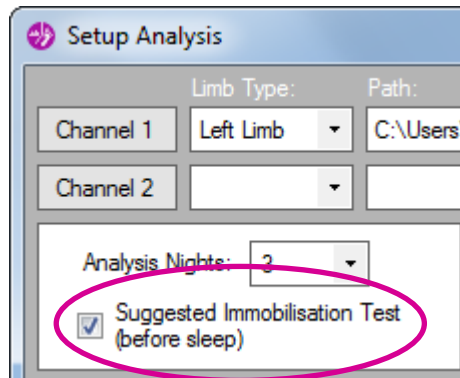 Setup Analysis
Limb Type: Path:
Channel 1 Left Limb C:\Users\
Channel 2
Analysis Nights: 3
Suggested Immobilisation Test
(before sleep)